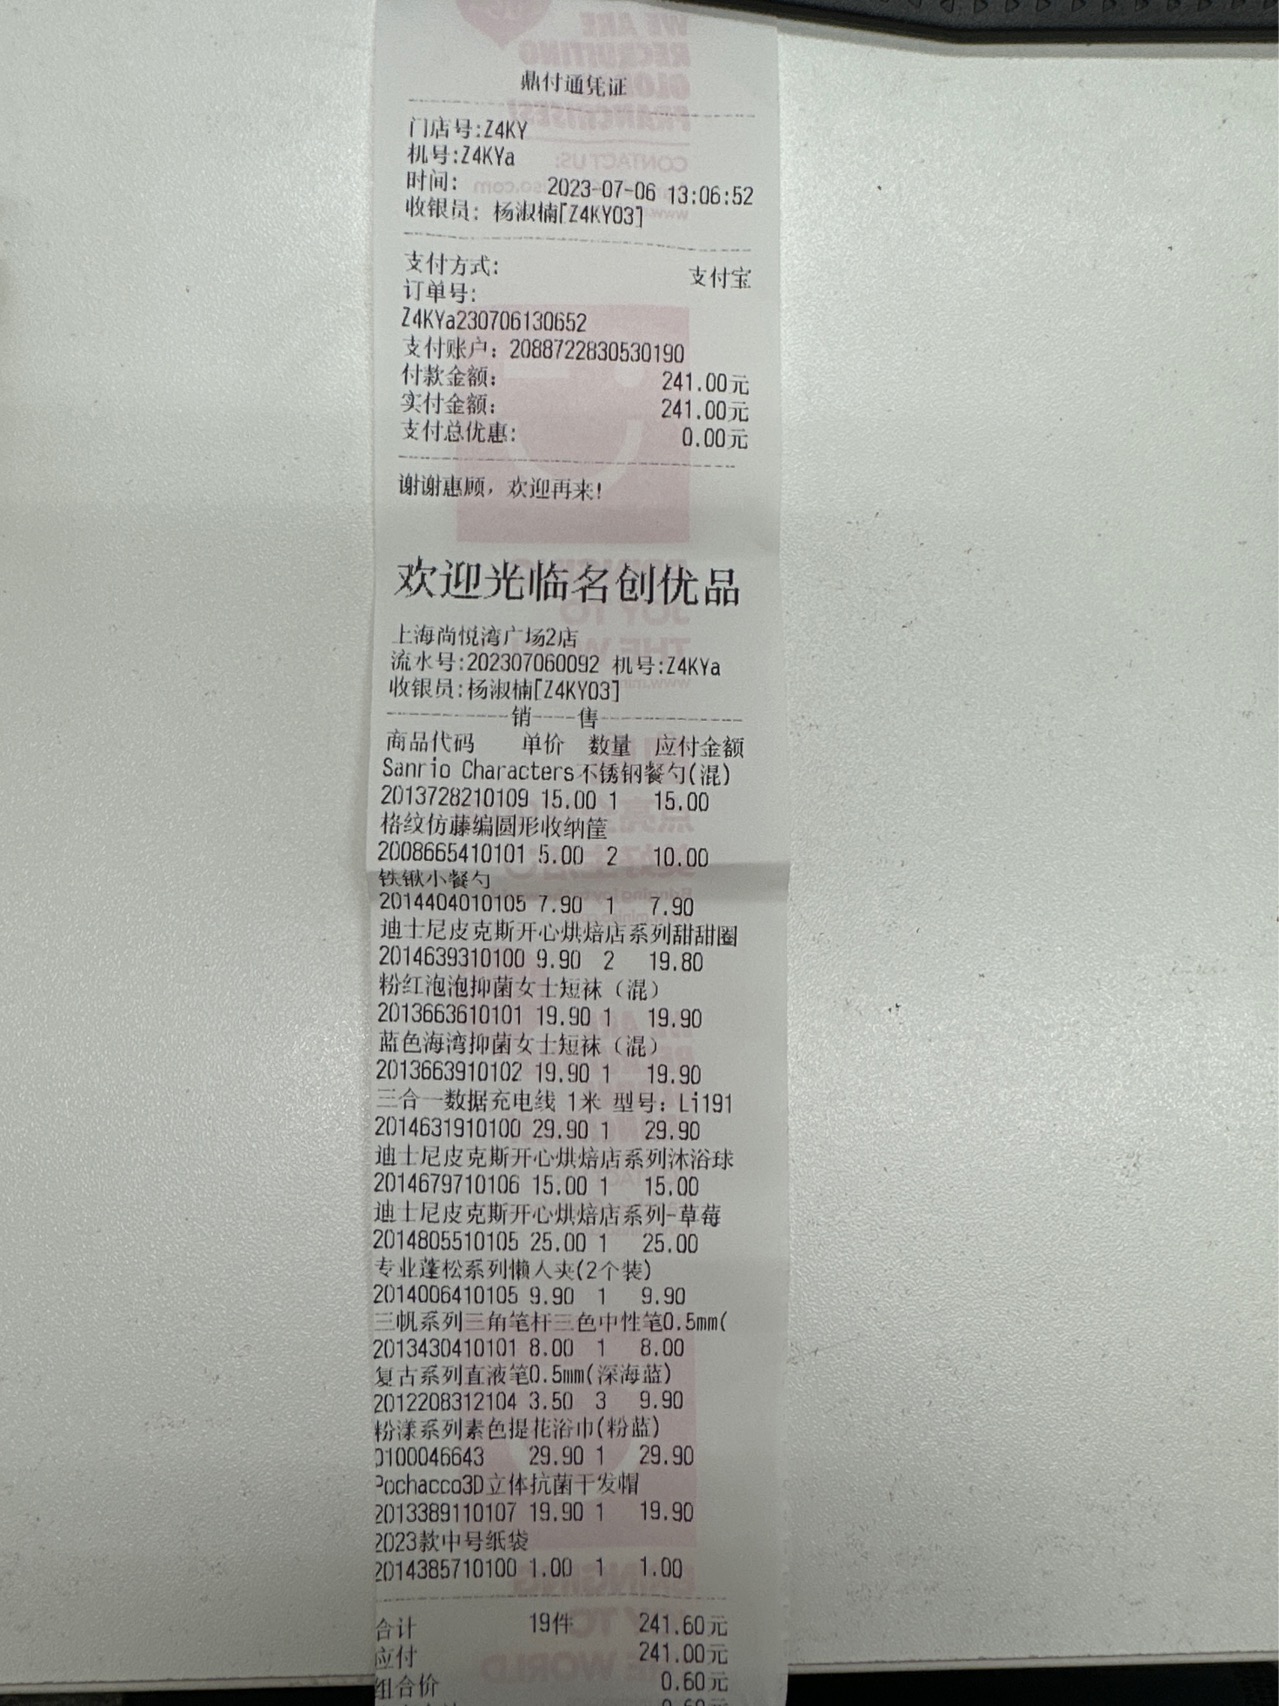 鼎付通凭证
门店号:Z4KY
机号:Z4KYa
时间: 2023-07-06 13:06:52
收银员: 杨淑楠[Z4KY03]
支付方式: 支付宝
订单号:
Z4KYa230706130652
支付账户: 2088722830530190
付款金额: 241.00元
实付金额: 241.00元
支付总优惠: 0.00元
谢谢惠顾，欢迎再来!
欢迎光临名创优品
上海尚悦湾广场2店
流水号:202307060092 机号:Z4KYa
收银员:杨淑楠[Z4KY03]
销----售
商品代码 单价 数量 应付金额
Sanrio Characters不锈钢餐勺(混)
2013728210109 15.00 1 15.00
格纹仿藤编圆形收纳筐
2008665410101 5.00 2 10.00
铁锹小餐勺
2014404010105 7.90 1 7.90
迪士尼皮克斯开心烘焙店系列甜甜圈
2014639310100 9.90 2 19.80
粉红泡泡抑菌女士短袜（混）
2013663610101 19.90 1 19.90
蓝色海湾抑菌女士短袜（混）
2013663910102 19.90 1 19.90
三合一数据充电线 1米 型号: Li191
2014631910100 29.90 1 29.90
迪士尼皮克斯开心烘焙店系列沐浴球
2014679710106 15.00 1 15.00
迪士尼皮克斯开心烘焙店系列-草莓
2014805510105 25.00 1 25.00
专业蓬松系列懒人夹(2个装)
2014006410105 9.90 1 9.90
三帆系列三角笔杆三色中性笔0.5mm(
2013430410101 8.00 1 8.00
复古系列直液笔0.5mm(深海蓝)
2012208312104 3.50 3 9.90
粉漾系列素色提花浴巾(粉蓝)
0100046643 29.90 1 29.90
Pochacco3D立体抗菌干发帽
2013389110107 19.90 1 19.90
2023款中号纸袋
2014385710100 1.00 1 1.00
合计 19件 241.60元
应付 241.00元
组合价 0.60元